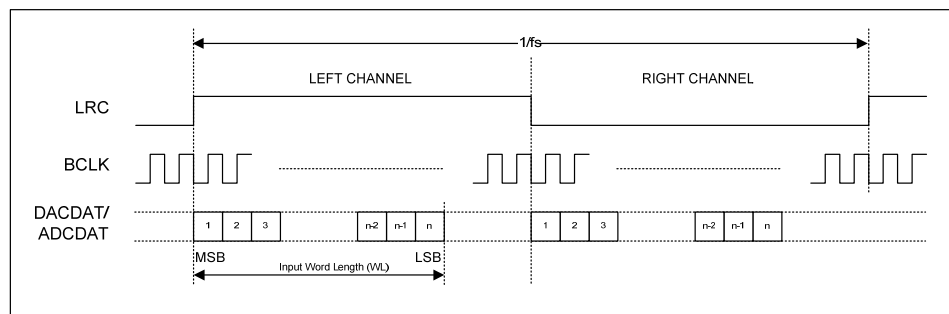 1/fs
LEFT CHANNEL RIGHT CHANNEL
LRC
BCLK
DACDAT/
ADCDAT
1 2 3 n-2 n-1 n 1 2 3 n-2 n-1 n
MSB LSB
Input Word Length (WL)